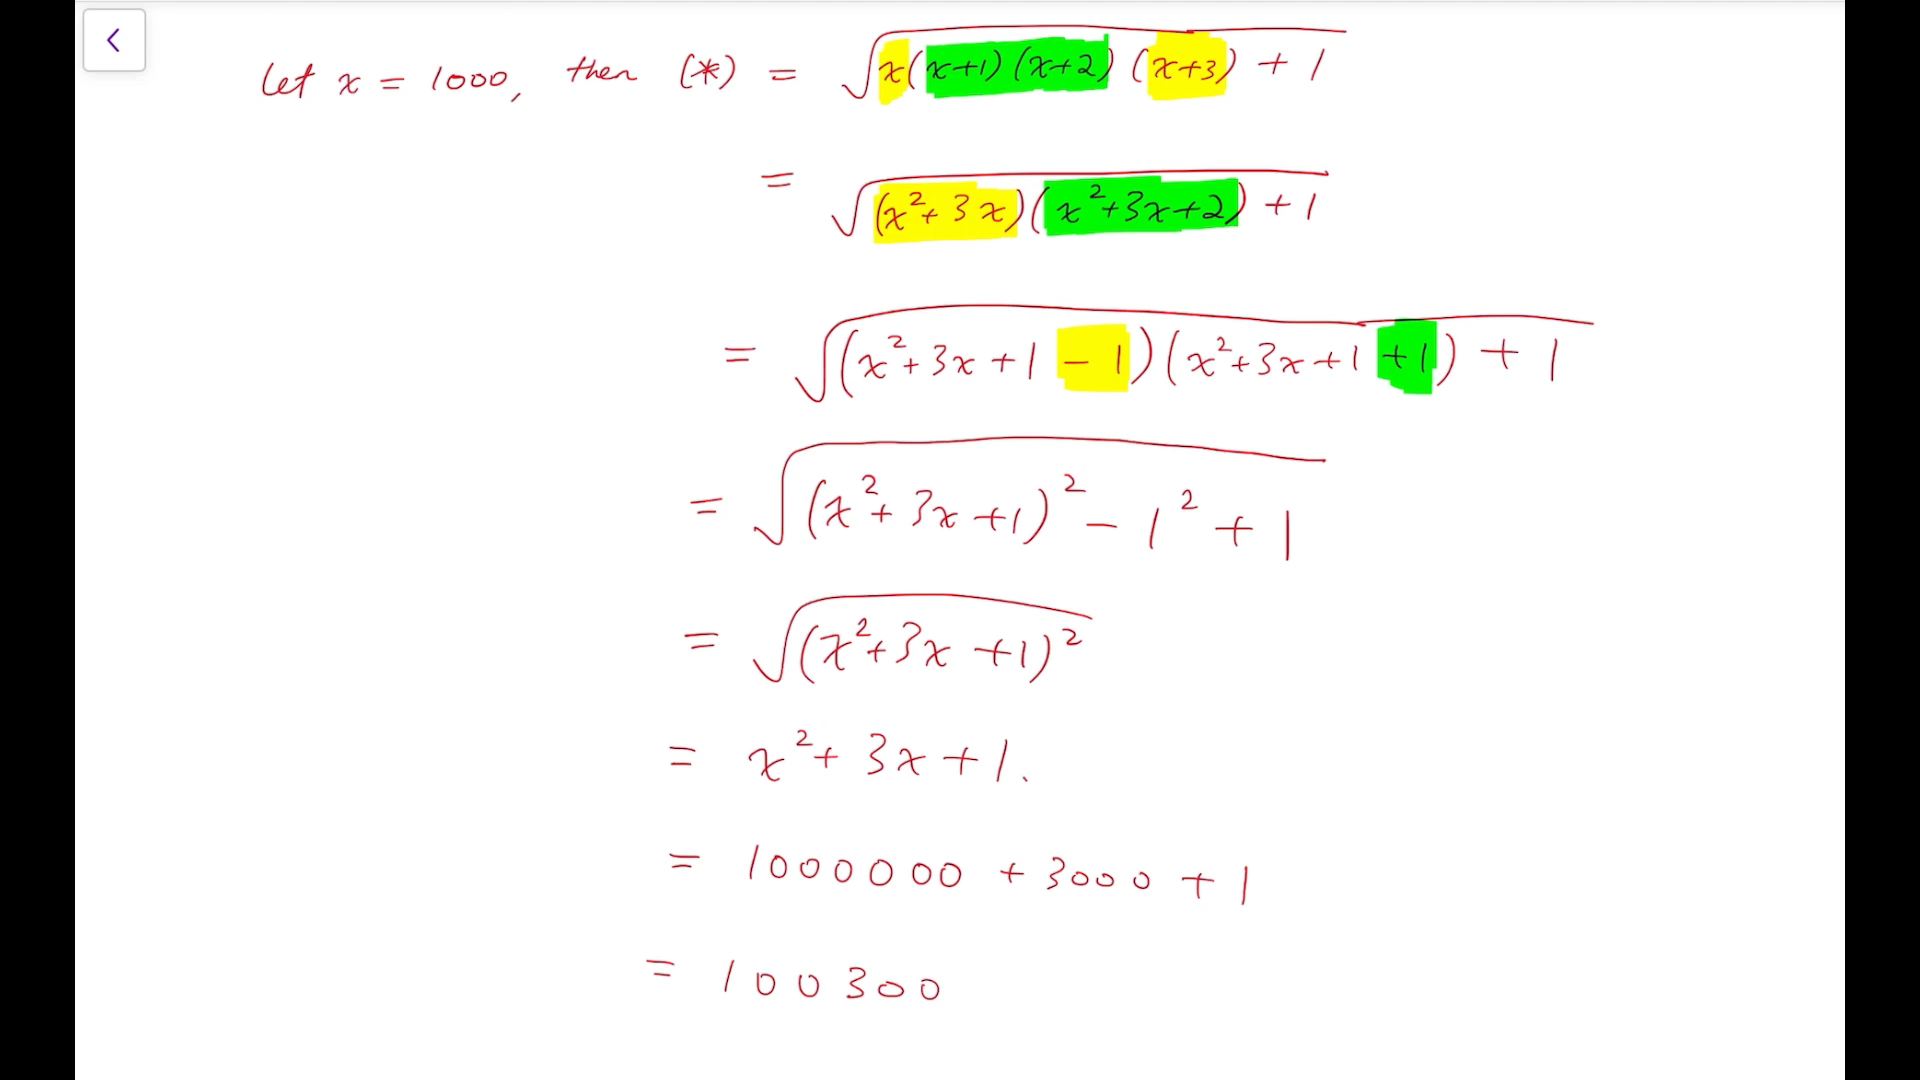 let x = 1000, then (*) = √(x(x+1)(x+2)(x+3) + 1)
= √((x²+3x)(x²+3x+2) + 1)
= √((x²+3x+1 - 1)(x²+3x+1 +1) + 1)
= √((x²+3x+1)² - 1² + 1)
= √((x²+3x+1)²)
= x²+3x+1.
= 1000000 + 3000 + 1
= 100300